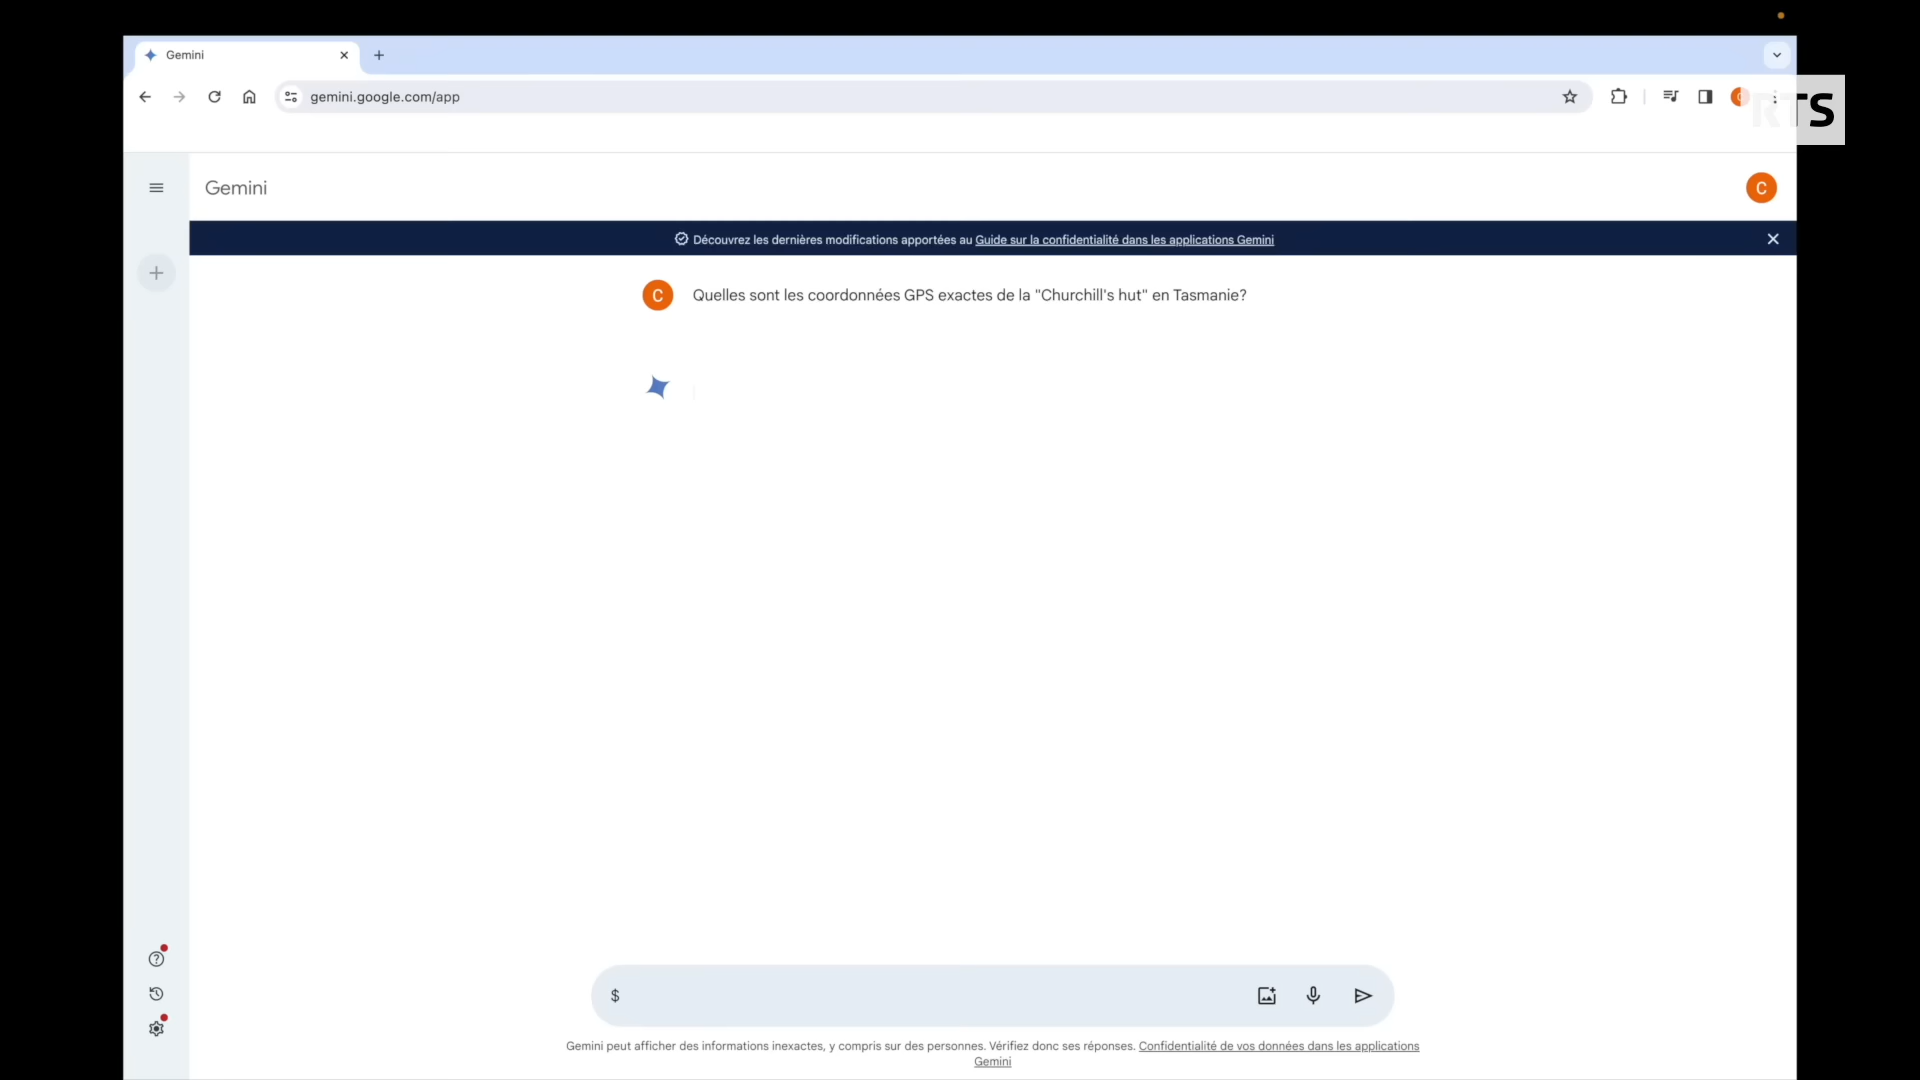 Gemini
gemini.google.com/app
RTS
Gemini
C
Découvrez les dernières modifications apportées au Guide sur la confidentialité dans les applications Gemini
C
Quelles sont les coordonnées GPS exactes de la "Churchill's hut" en Tasmanie?
$
Gemini peut afficher des informations inexactes, y compris sur des personnes. Vérifiez donc ses réponses. Confidentialité de vos données dans les applications
Gemini